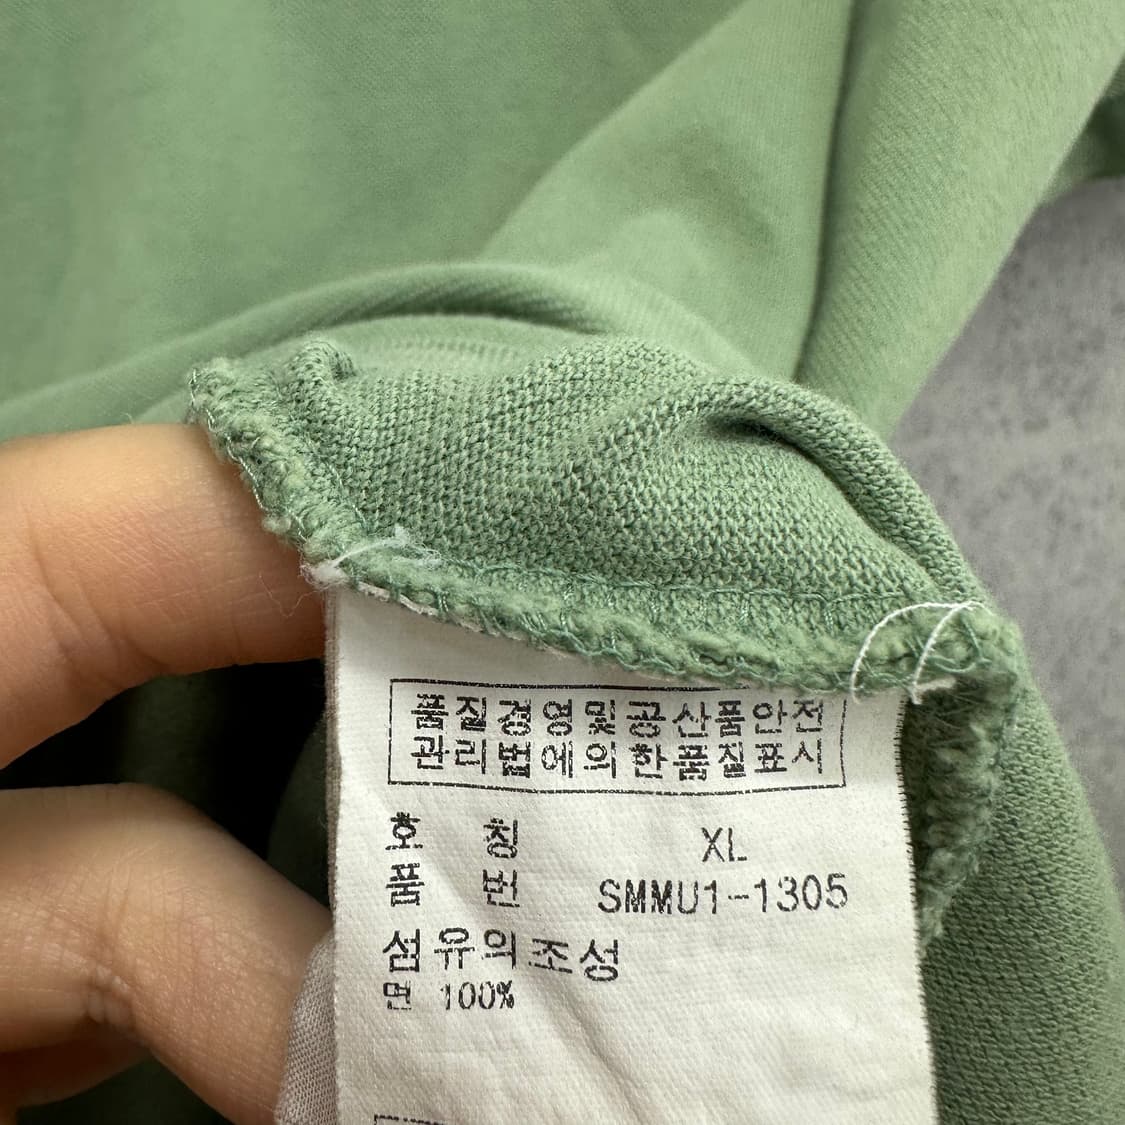 품질경영및공산품안전
관리법에의한품질표시
호 칭 XL
품 번 SMMU1-1305
섬유의조성
면 100%